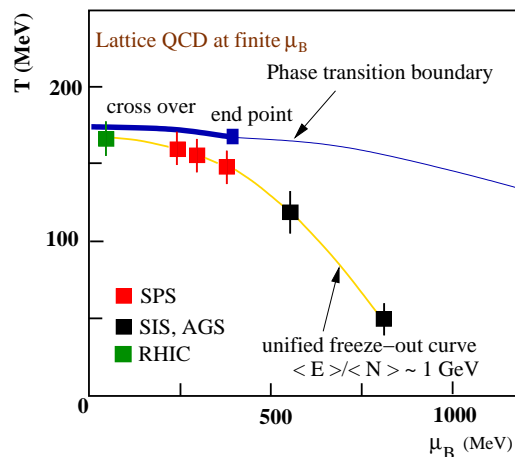 T (MeV)
Lattice QCD at finite μB
200
Phase transition boundary
cross over
end point
100
SPS
SIS, AGS
RHIC
unified freeze−out curve
< E >/< N > ~ 1 GeV
0
0
500
1000
μB (MeV)